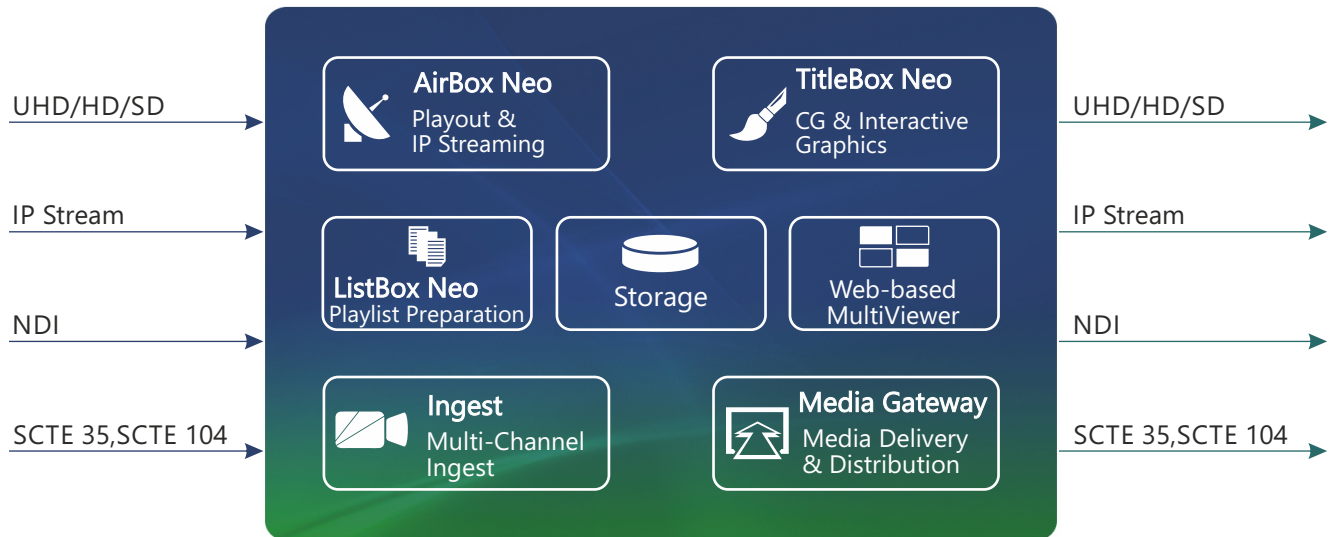 UHD/HD/SD
IP Stream
NDI
SCTE 35,SCTE 104
AirBox Neo
Playout &
IP Streaming
TitleBox Neo
CG & Interactive
Graphics
ListBox Neo
Playlist Preparation
Storage
Web-based
MultiViewer
Ingest
Multi-Channel
Ingest
Media Gateway
Media Delivery
& Distribution
UHD/HD/SD
IP Stream
NDI
SCTE 35,SCTE 104